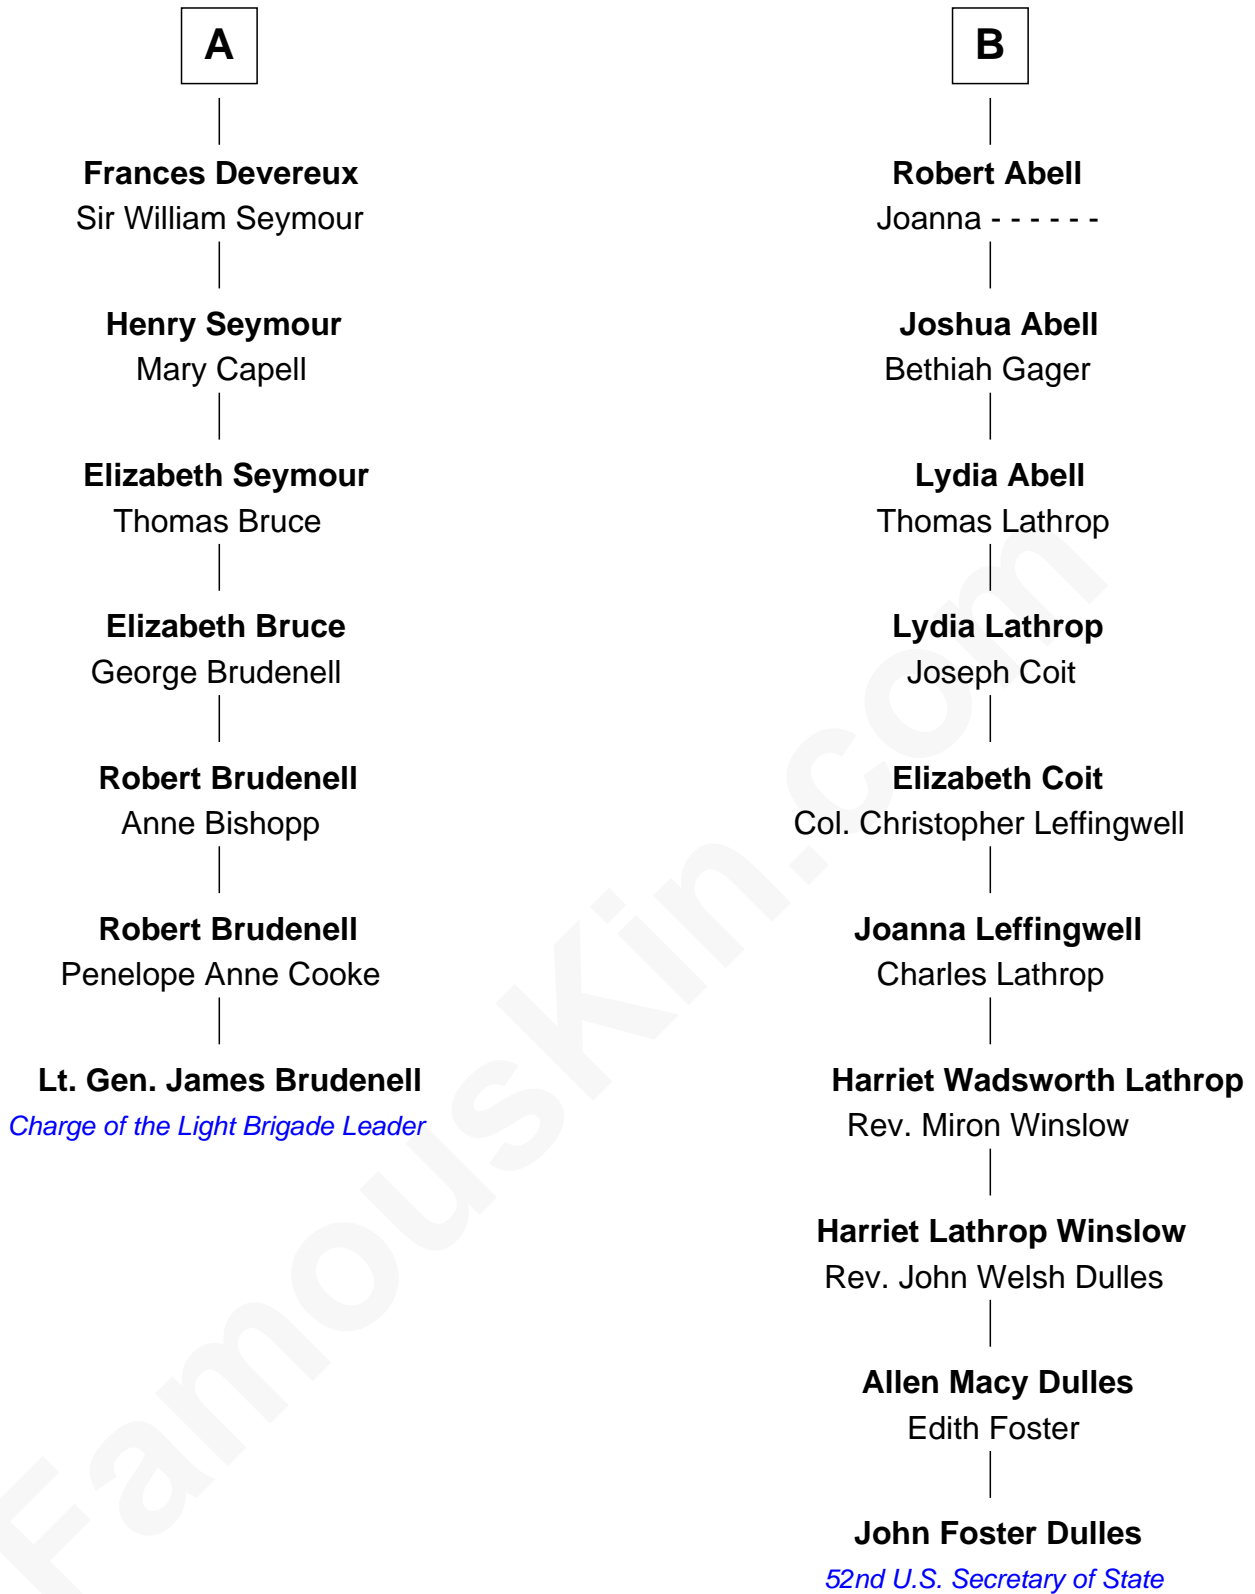 A
Frances Devereux
Sir William Seymour
Henry Seymour
Mary Capell
Elizabeth Seymour
Thomas Bruce
Elizabeth Bruce
George Brudenell
Robert Brudenell
Anne Bishopp
Robert Brudenell
Penelope Anne Cooke
Lt. Gen. James Brudenell
Charge of the Light Brigade Leader
B
Robert Abell
Joanna - - - - - -
Joshua Abell
Bethiah Gager
Lydia Abell
Thomas Lathrop
Lydia Lathrop
Joseph Coit
Elizabeth Coit
Col. Christopher Leffingwell
Joanna Leffingwell
Charles Lathrop
Harriet Wadsworth Lathrop
Rev. Miron Winslow
Harriet Lathrop Winslow
Rev. John Welsh Dulles
Allen Macy Dulles
Edith Foster
John Foster Dulles
52nd U.S. Secretary of State
FamousKin.com